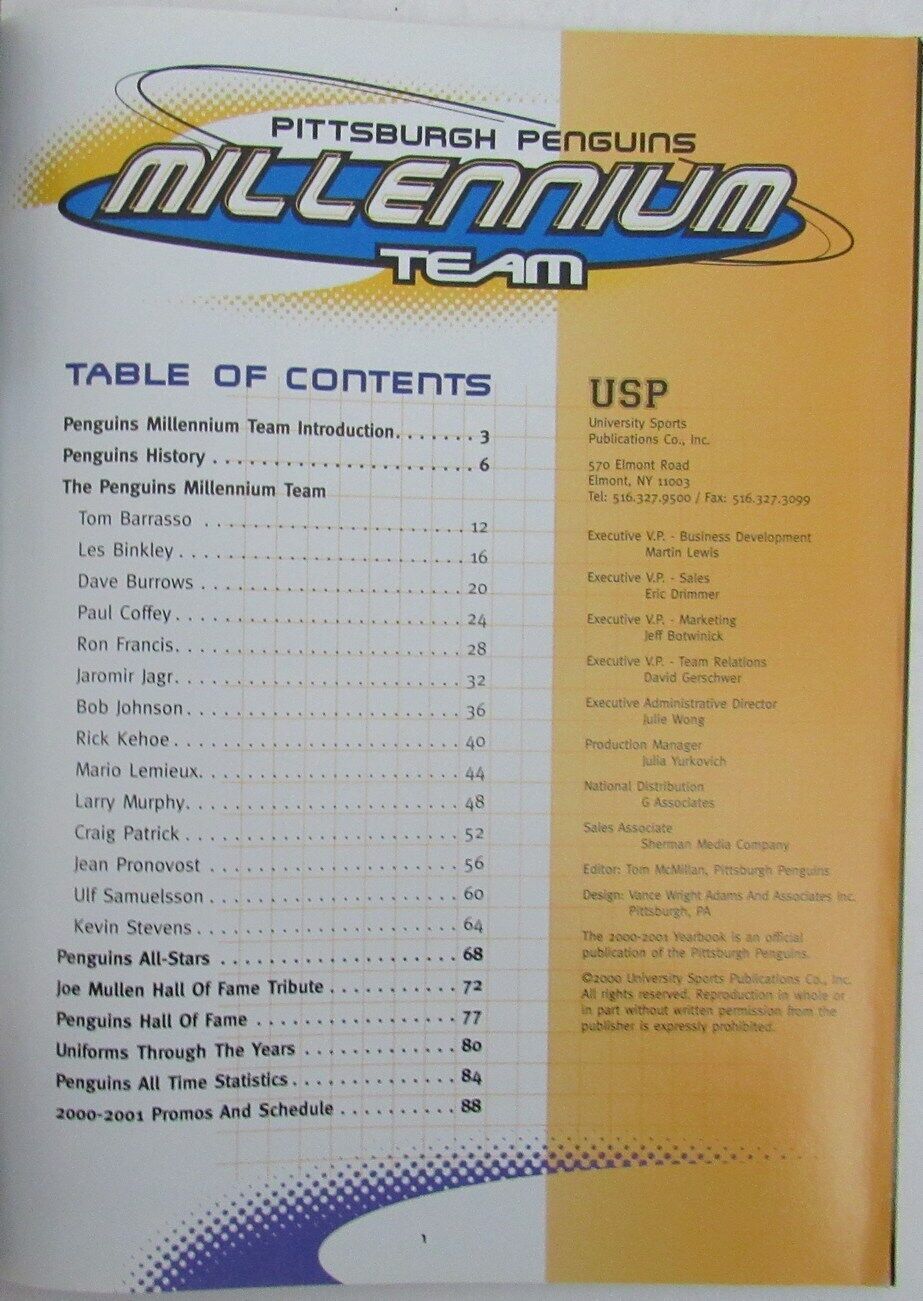 PITTSBURGH PENGUINS
MILLENNIUM
TEAM
TABLE OF CONTENTS
Penguins Millennium Team Introduction. . . . . . . 3
Penguins History . . . . . . . . . . . . . . . . . . . . . . . 6
The Penguins Millennium Team
Tom Barrasso . . . . . . . . . . . . . . . . . . . . . . 12
Les Binkley . . . . . . . . . . . . . . . . . . . . . . . . 16
Dave Burrows . . . . . . . . . . . . . . . . . . . . . . 20
Paul Coffey . . . . . . . . . . . . . . . . . . . . . . . . 24
Ron Francis. . . . . . . . . . . . . . . . . . . . . . . . 28
Jaromir Jagr. . . . . . . . . . . . . . . . . . . . . . . . 32
Bob Johnson . . . . . . . . . . . . . . . . . . . . . . . 36
Rick Kehoe . . . . . . . . . . . . . . . . . . . . . . . . 40
Mario Lemieux. . . . . . . . . . . . . . . . . . . . . . 44
Larry Murphy. . . . . . . . . . . . . . . . . . . . . . . 48
Craig Patrick . . . . . . . . . . . . . . . . . . . . . . . 52
Jean Pronovost . . . . . . . . . . . . . . . . . . . . . 56
Ulf Samuelsson . . . . . . . . . . . . . . . . . . . . . 60
Kevin Stevens . . . . . . . . . . . . . . . . . . . . . . 64
Penguins All-Stars . . . . . . . . . . . . . . . . . . . . 68
Joe Mullen Hall Of Fame Tribute . . . . . . . . . . . 72
Penguins Hall Of Fame . . . . . . . . . . . . . . . . . 77
Uniforms Through The Years . . . . . . . . . . . . . 80
Penguins All Time Statistics . . . . . . . . . . . . . . 84
2000-2001 Promos And Schedule . . . . . . . . . . 88
USP
University Sports
Publications Co., Inc.
570 Elmont Road
Elmont, NY 11003
Tel: 516.327.9500 / Fax: 516.327.3099
Executive V.P. - Business Development
Martin Lewis
Executive V.P. - Sales
Eric Drimmer
Executive V.P. - Marketing
Jeff Botwinick
Executive V.P. - Team Relations
David Gerschwer
Executive Administrative Director
Julie Wong
Production Manager
Julia Yurkovich
National Distribution
G Associates
Sales Associate
Sherman Media Company
Editor: Tom McMillan, Pittsburgh Penguins
Design: Vance Wright Adams And Associates Inc.
Pittsburgh, PA
The 2000-2001 Yearbook is an official
publication of the Pittsburgh Penguins.
©2000 University Sports Publications Co., Inc.
All rights reserved. Reproduction in whole or
in part without written permission from the
publisher is expressly prohibited.
1